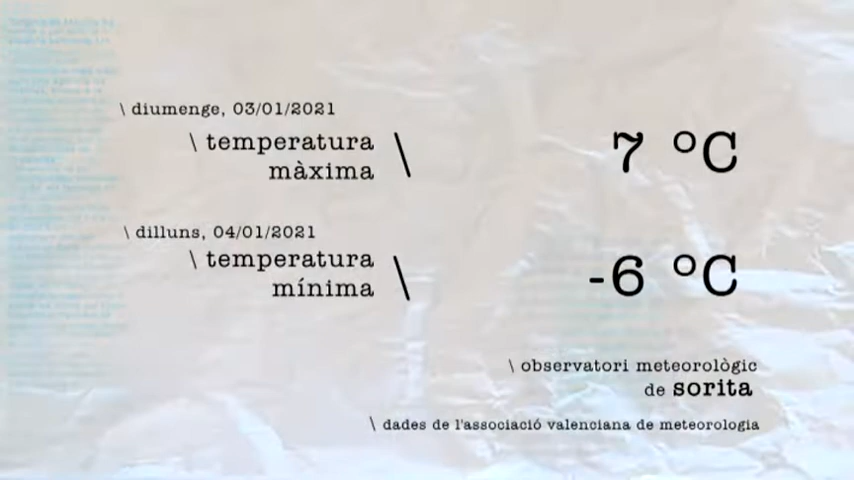 \ diumenge, 03/01/2021
\ temperatura
màxima \ 7 ºC
\ dilluns, 04/01/2021
\ temperatura
mínima \ -6 ºC
\ observatori meteorològic
de sorita
\ dades de l'associació valenciana de meteorologia